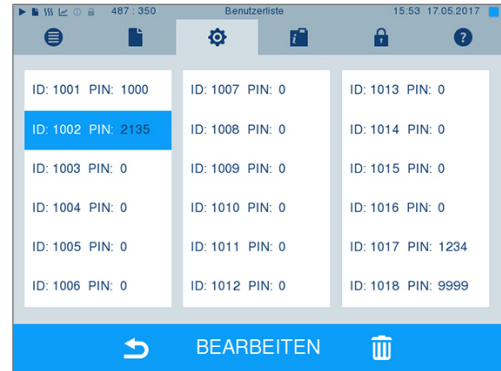 487 : 350 Benutzerliste 15:53 17.05.2017
ID: 1001 PIN: 1000
ID: 1002 PIN: 2135
ID: 1003 PIN: 0
ID: 1004 PIN: 0
ID: 1005 PIN: 0
ID: 1006 PIN: 0
ID: 1007 PIN: 0
ID: 1008 PIN: 0
ID: 1009 PIN: 0
ID: 1010 PIN: 0
ID: 1011 PIN: 0
ID: 1012 PIN: 0
ID: 1013 PIN: 0
ID: 1014 PIN: 0
ID: 1015 PIN: 0
ID: 1016 PIN: 0
ID: 1017 PIN: 1234
ID: 1018 PIN: 9999
BEARBEITEN